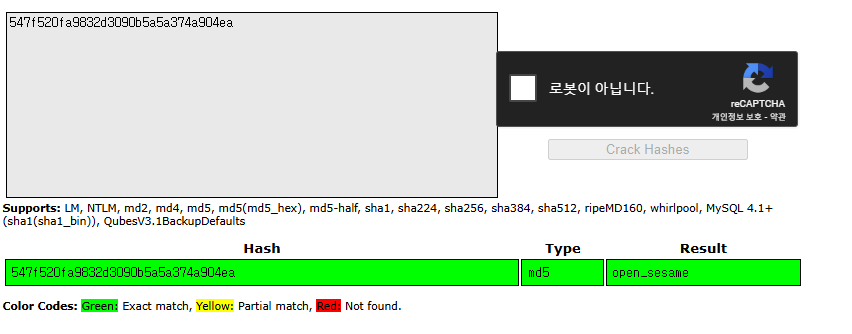 547f520fa9832d3090b5a5a374a904ea
로봇이 아닙니다.
reCAPTCHA
개인정보 보호 - 약관
Crack Hashes
Supports: LM, NTLM, md2, md4, md5, md5(md5_hex), md5-half, sha1, sha224, sha256, sha384, sha512, ripeMD160, whirlpool, MySQL 4.1+
(sha1(sha1_bin)), QubesV3.1BackupDefaults
Hash Type Result
547f520fa9832d3090b5a5a374a904ea md5 open_sesame
Color Codes: Green: Exact match, Yellow: Partial match, Red: Not found.